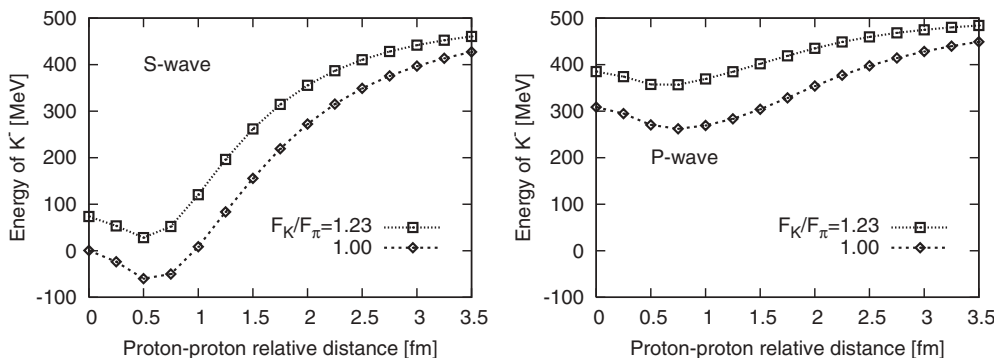 500
400
300
200
100
0
-100
Energy of K⁻ [MeV]
S-wave
F_K/F_π=1.23
1.00
0 0.5 1 1.5 2 2.5 3 3.5
Proton-proton relative distance [fm]
500
400
300
200
100
0
-100
Energy of K⁻ [MeV]
P-wave
F_K/F_π=1.23
1.00
0 0.5 1 1.5 2 2.5 3 3.5
Proton-proton relative distance [fm]